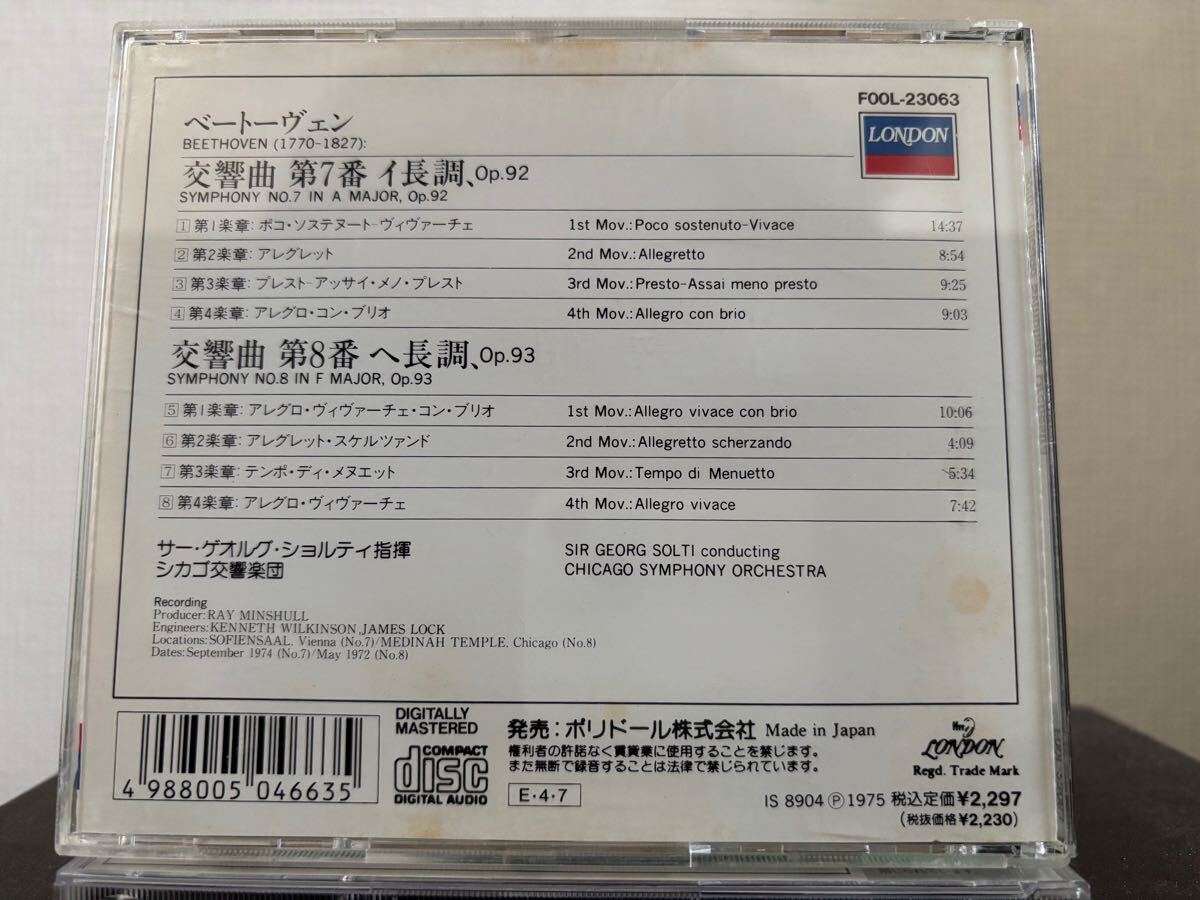 FOOL-23063
LONDON
ベートーヴェン
BEETHOVEN (1770-1827):
交響曲 第7番 イ長調、Op.92
SYMPHONY NO.7 IN A MAJOR, Op.92
1 第1楽章: ポコ・ソステヌート-ヴィヴァーチェ 1st Mov.:Poco sostenuto-Vivace 14:37
2 第2楽章: アレグレット 2nd Mov.:Allegretto 8:54
3 第3楽章: プレスト-アッサイ・メノ・プレスト 3rd Mov.:Presto-Assai meno presto 9:25
4 第4楽章: アレグロ・コン・ブリオ 4th Mov.:Allegro con brio 9:03
交響曲 第8番 ヘ長調、Op.93
SYMPHONY NO.8 IN F MAJOR, Op.93
5 第1楽章: アレグロ・ヴィヴァーチェ・コン・ブリオ 1st Mov.:Allegro vivace con brio 10:06
6 第2楽章: アレグレット・スケルツァンド 2nd Mov.:Allegretto scherzando 4:09
7 第3楽章: テンポ・ディ・メヌエット 3rd Mov.:Tempo di Menuetto 5:34
8 第4楽章: アレグロ・ヴィヴァーチェ 4th Mov.:Allegro vivace 7:42
サー・ゲオルグ・ショルティ指揮 SIR GEORG SOLTI conducting
シカゴ交響楽団 CHICAGO SYMPHONY ORCHESTRA
Recording
Producer:RAY MINSHULL
Engineers:KENNETH WILKINSON,JAMES LOCK
Locations:SOFIENSAAL, Vienna (No.7)/MEDINAH TEMPLE, Chicago (No.8)
Dates:September 1974 (No.7)/May 1972 (No.8)
4 988005 046635
DIGITALLY
MASTERED
COMPACT
disc
DIGITAL AUDIO
発売：ポリドール株式会社 Made in Japan
権利者の許諾なく賃貸業に使用することを禁じます。
また無断で録音することは法律で禁じられています。
E・4・7
LONDON
Regd. Trade Mark
IS 8904 Ⓟ 1975 税込定価¥2,297
(税抜価格¥2,230)